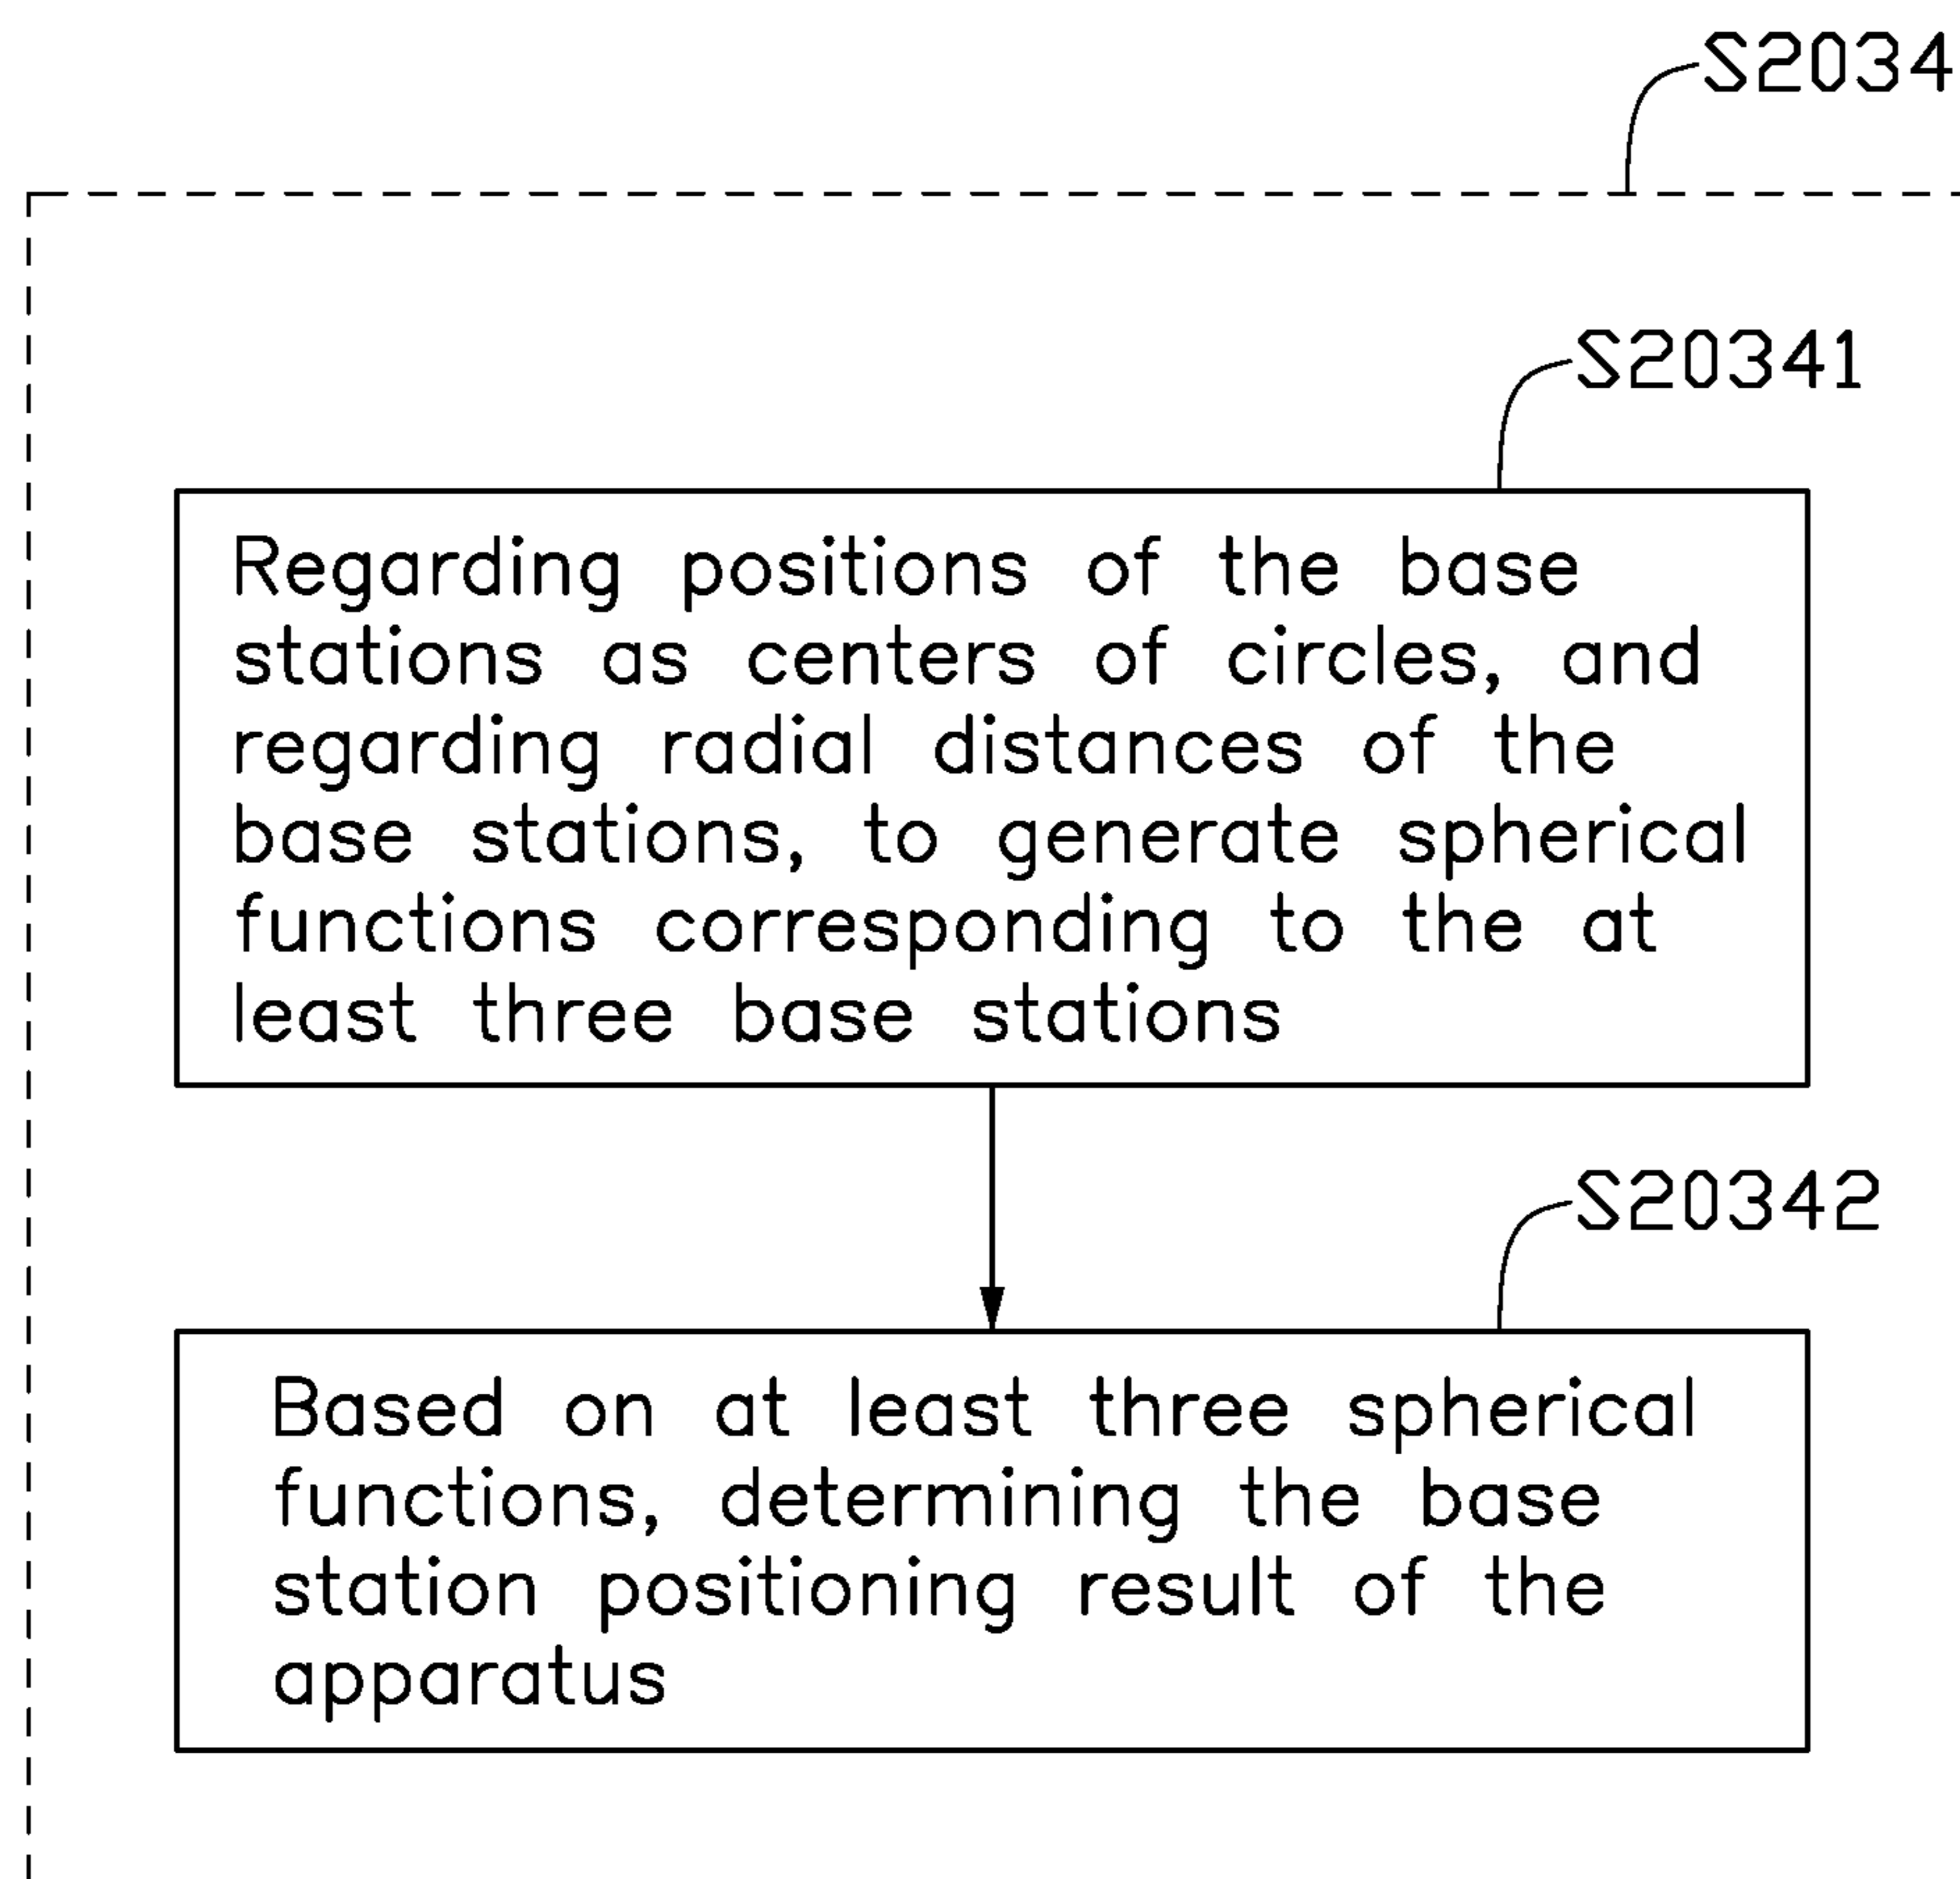 S2034
S20341
Regarding positions of the base
stations as centers of circles, and
regarding radial distances of the
base stations, to generate spherical
functions corresponding to the at
least three base stations
S20342
Based on at least three spherical
functions, determining the base
station positioning result of the
apparatus